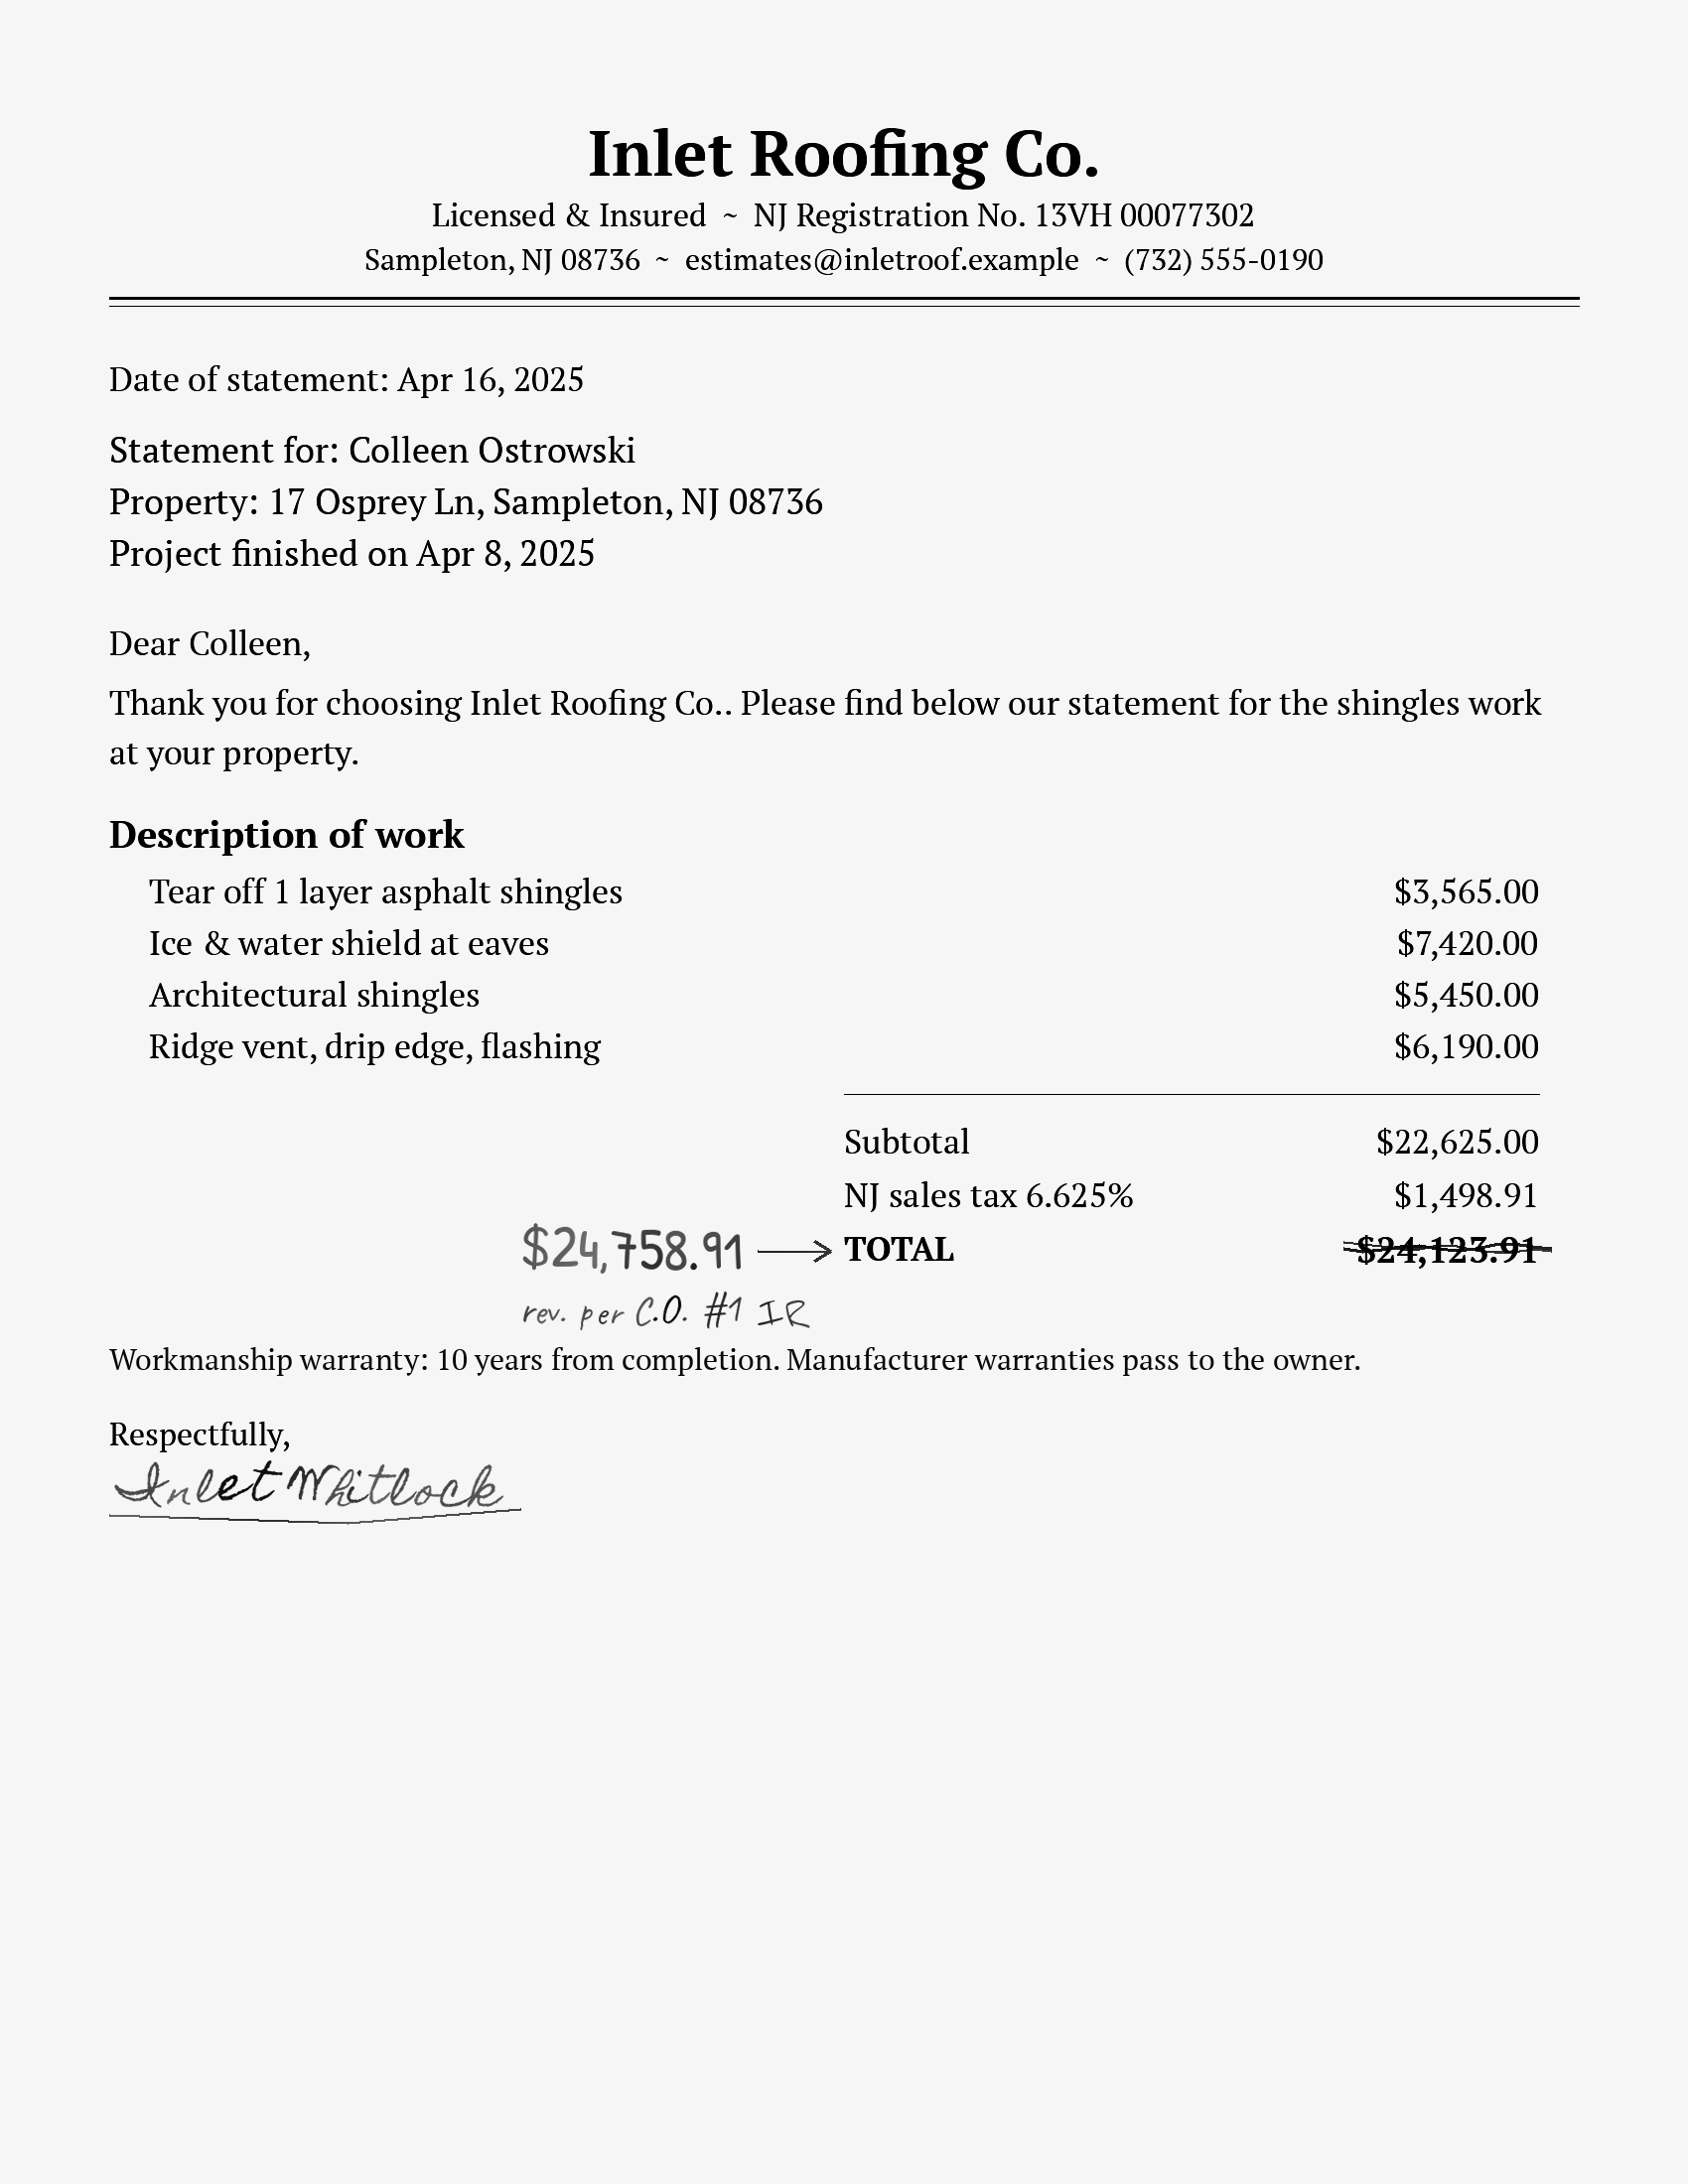 Inlet Roofing Co.
Licensed & Insured ~ NJ Registration No. 13VH 00077302
Sampleton, NJ 08736 ~ estimates@inletroof.example ~ (732) 555-0190
Date of statement: Apr 16, 2025
Statement for: Colleen Ostrowski
Property: 17 Osprey Ln, Sampleton, NJ 08736
Project finished on Apr 8, 2025
Dear Colleen,
Thank you for choosing Inlet Roofing Co.. Please find below our statement for the shingles work
at your property.
Description of work
Tear off 1 layer asphalt shingles $3,565.00
Ice & water shield at eaves $7,420.00
Architectural shingles $5,450.00
Ridge vent, drip edge, flashing $6,190.00
Subtotal $22,625.00
NJ sales tax 6.625% $1,498.91
$24,758.91 → TOTAL $24,123.91
rev. per C.O. #1 IR
Workmanship warranty: 10 years from completion. Manufacturer warranties pass to the owner.
Respectfully,
Inlet Whitlock